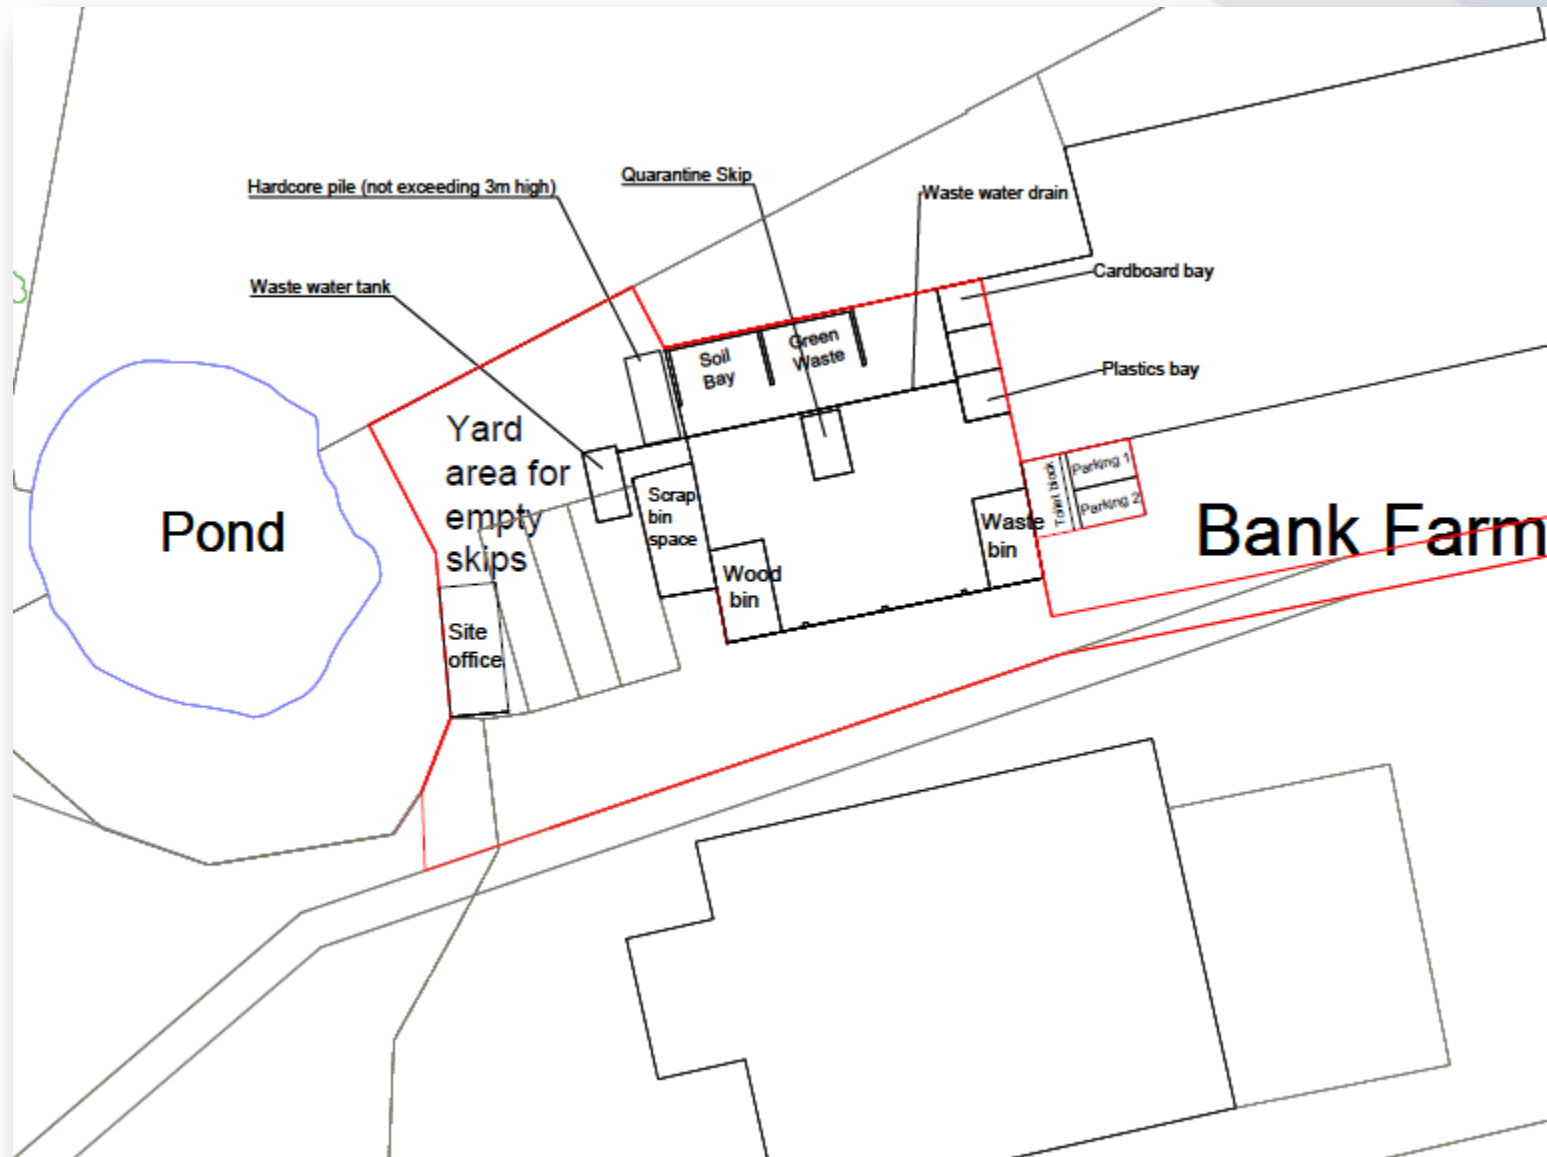 Quarantine Skip
Hardcore pile (not exceeding 3m high)
Waste water drain
Cardboard bay
Waste water tank
Soil
Bay
Green
Waste
Plastics bay
Yard
area for
empty
skips
Pond
Scrap
bin
space
Waste
bin
Toilet block
Parking 1
Parking 2
Bank Farm
Wood
bin
Site
office